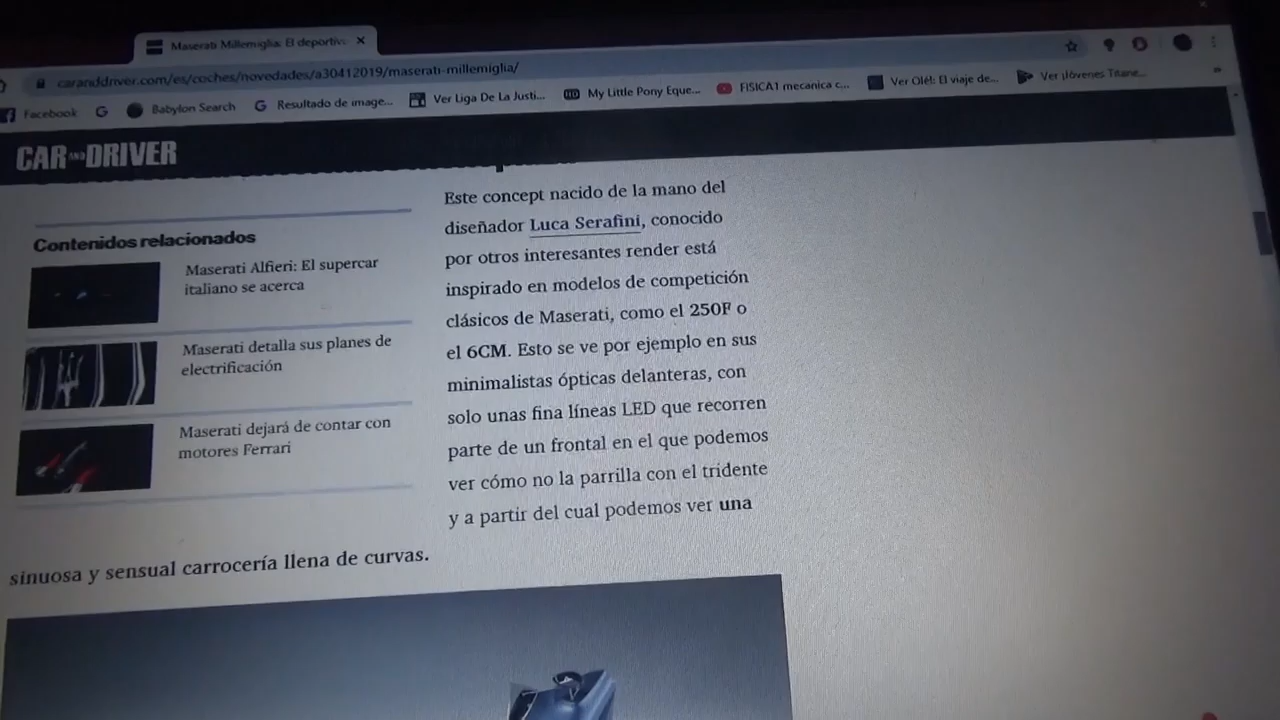 Maserati Millemiglia: El deportivo
caranddriver.com/es/coches/novedades/a30412019/maserati-millemiglia/
Facebook
Babylon Search
Resultado de image...
Ver Liga De La Justi...
My Little Pony Eque...
FISICA1 mecanica c...
Ver Olé!: El viaje de...
Ver ¡Jóvenes Titane...
CAR AND DRIVER
Contenidos relacionados
Maserati Alfieri: El supercar
italiano se acerca
Maserati detalla sus planes de
electrificación
Maserati dejará de contar con
motores Ferrari
Este concept nacido de la mano del
diseñador Luca Serafini, conocido
por otros interesantes render está
inspirado en modelos de competición
clásicos de Maserati, como el 250F o
el 6CM. Esto se ve por ejemplo en sus
minimalistas ópticas delanteras, con
solo unas fina líneas LED que recorren
parte de un frontal en el que podemos
ver cómo no la parrilla con el tridente
y a partir del cual podemos ver una
sinuosa y sensual carrocería llena de curvas.